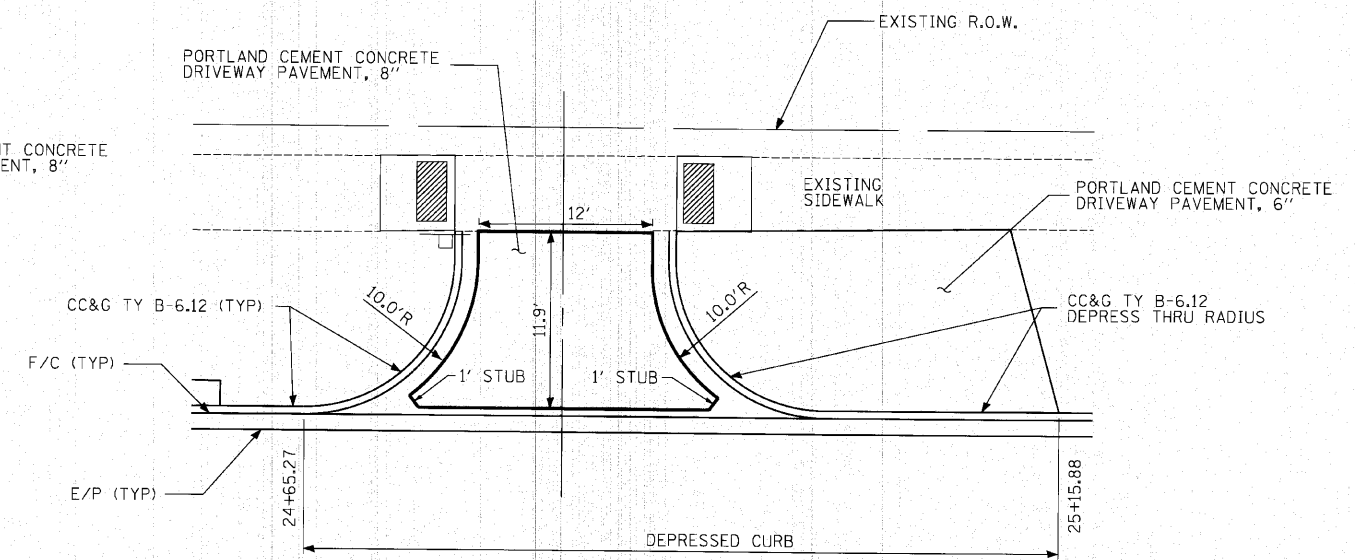 EXISTING R.O.W.
PORTLAND CEMENT CONCRETE
DRIVEWAY PAVEMENT, 8"
NT CONCRETE
MENT, 8"
EXISTING
SIDEWALK
PORTLAND CEMENT CONCRETE
DRIVEWAY PAVEMENT, 6"
12'
11.9'
10.0'R
10.0'R
CC&G TY B-6.12 (TYP)
CC&G TY B-6.12
DEPRESS THRU RADIUS
F/C (TYP)
1' STUB
1' STUB
E/P (TYP)
24+65.27
25+15.88
DEPRESSED CURB